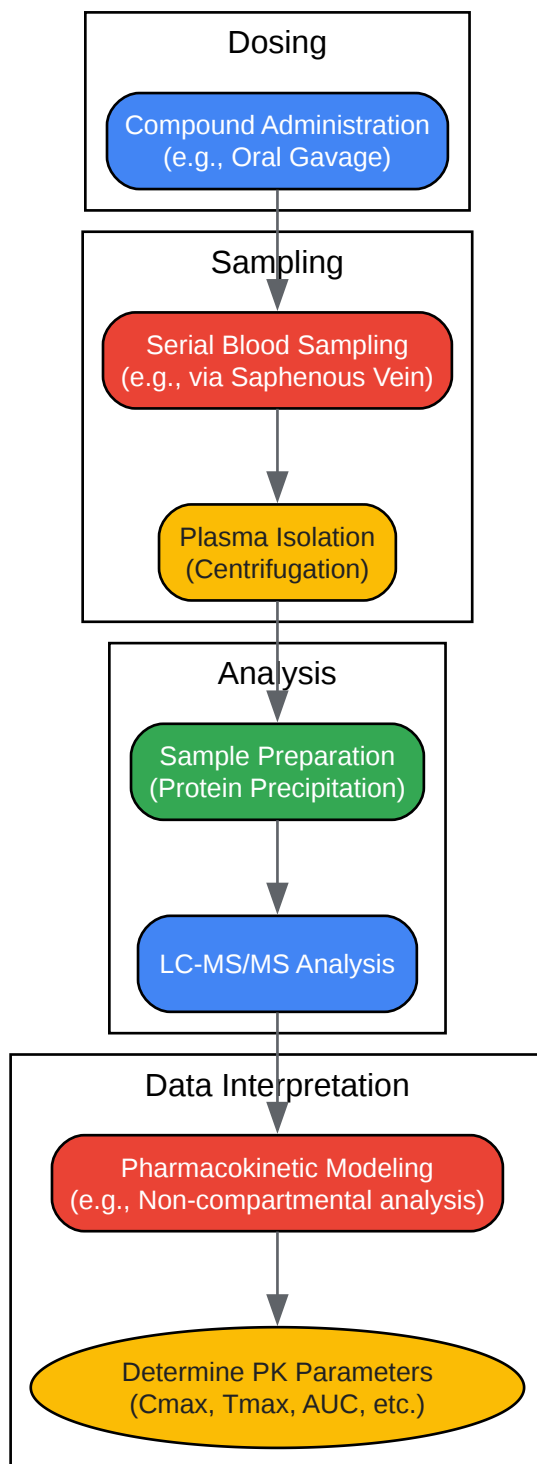 Dosing
Compound Administration
(e.g., Oral Gavage)
Sampling
Serial Blood Sampling
(e.g., via Saphenous Vein)
Plasma Isolation
(Centrifugation)
Analysis
Sample Preparation
(Protein Precipitation)
LC-MS/MS Analysis
Data Interpretation
Pharmacokinetic Modeling
(e.g., Non-compartmental analysis)
Determine PK Parameters
(Cmax, Tmax, AUC, etc.)